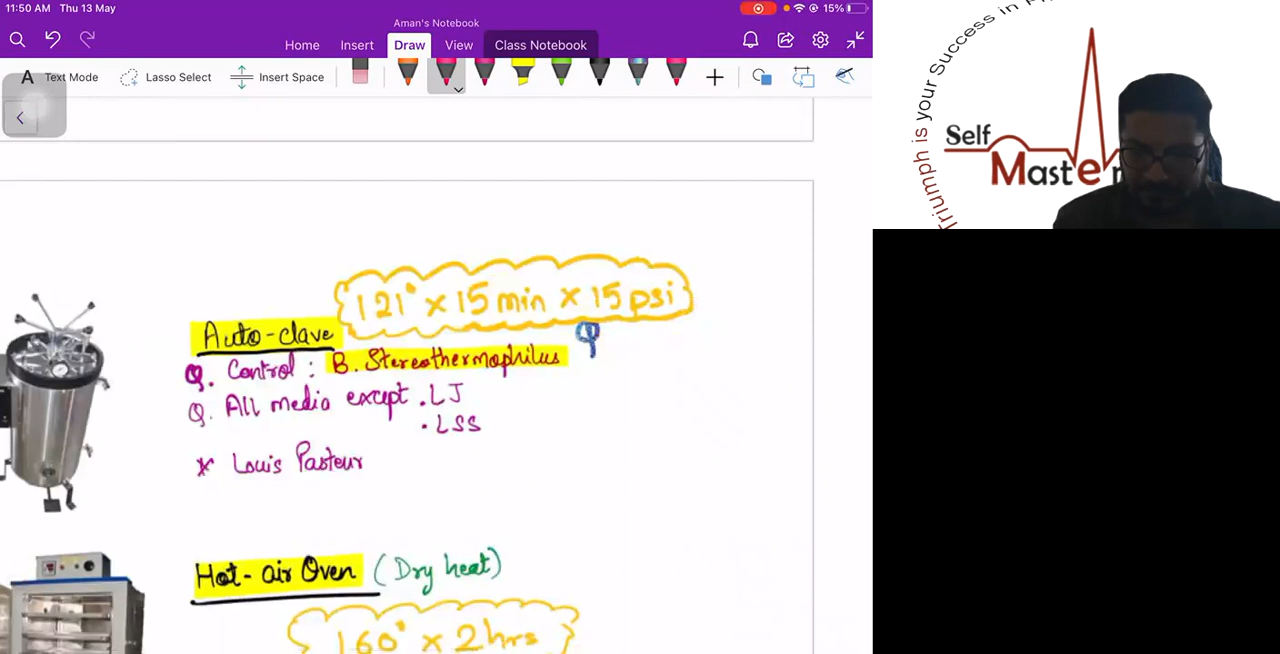 11:50 AM Thu 13 May
15%
Aman's Notebook
Home Insert Draw View Class Notebook
A Text Mode Lasso Select Insert Space
121° × 15 min × 15 psi
Q
Auto-clave
Q. Control : B. Stereothermophilus
Q. All media except . LJ
. LSS
* Louis Pasteur
Hot-air Oven (Dry heat)
160° × 2 hrs
Triumph is your Success in
Self
Maste